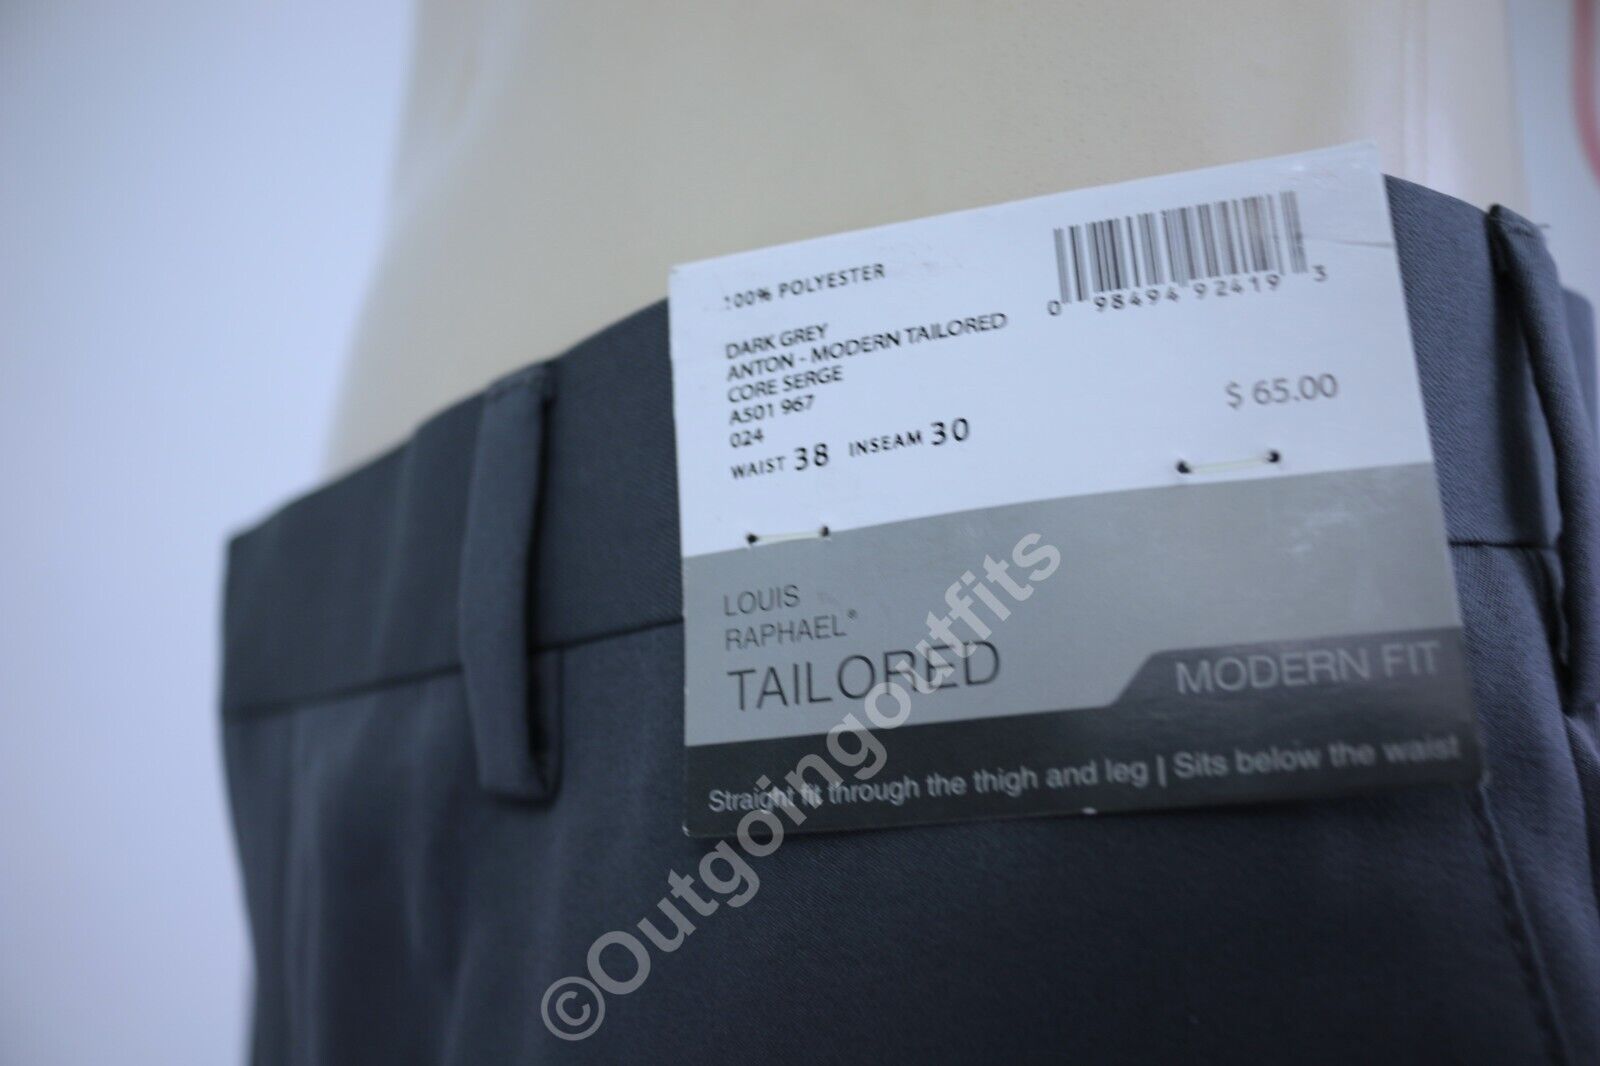 100% POLYESTER
0 98494 92419 3
DARK GREY
ANTON - MODERN TAILORED
CORE SERGE
A501 967
024
$ 65.00
WAIST 38 INSEAM 30
LOUIS
RAPHAEL®
TAILORED
MODERN FIT
Straight fit through the thigh and leg | Sits below the waist
©Outgoingoutfits